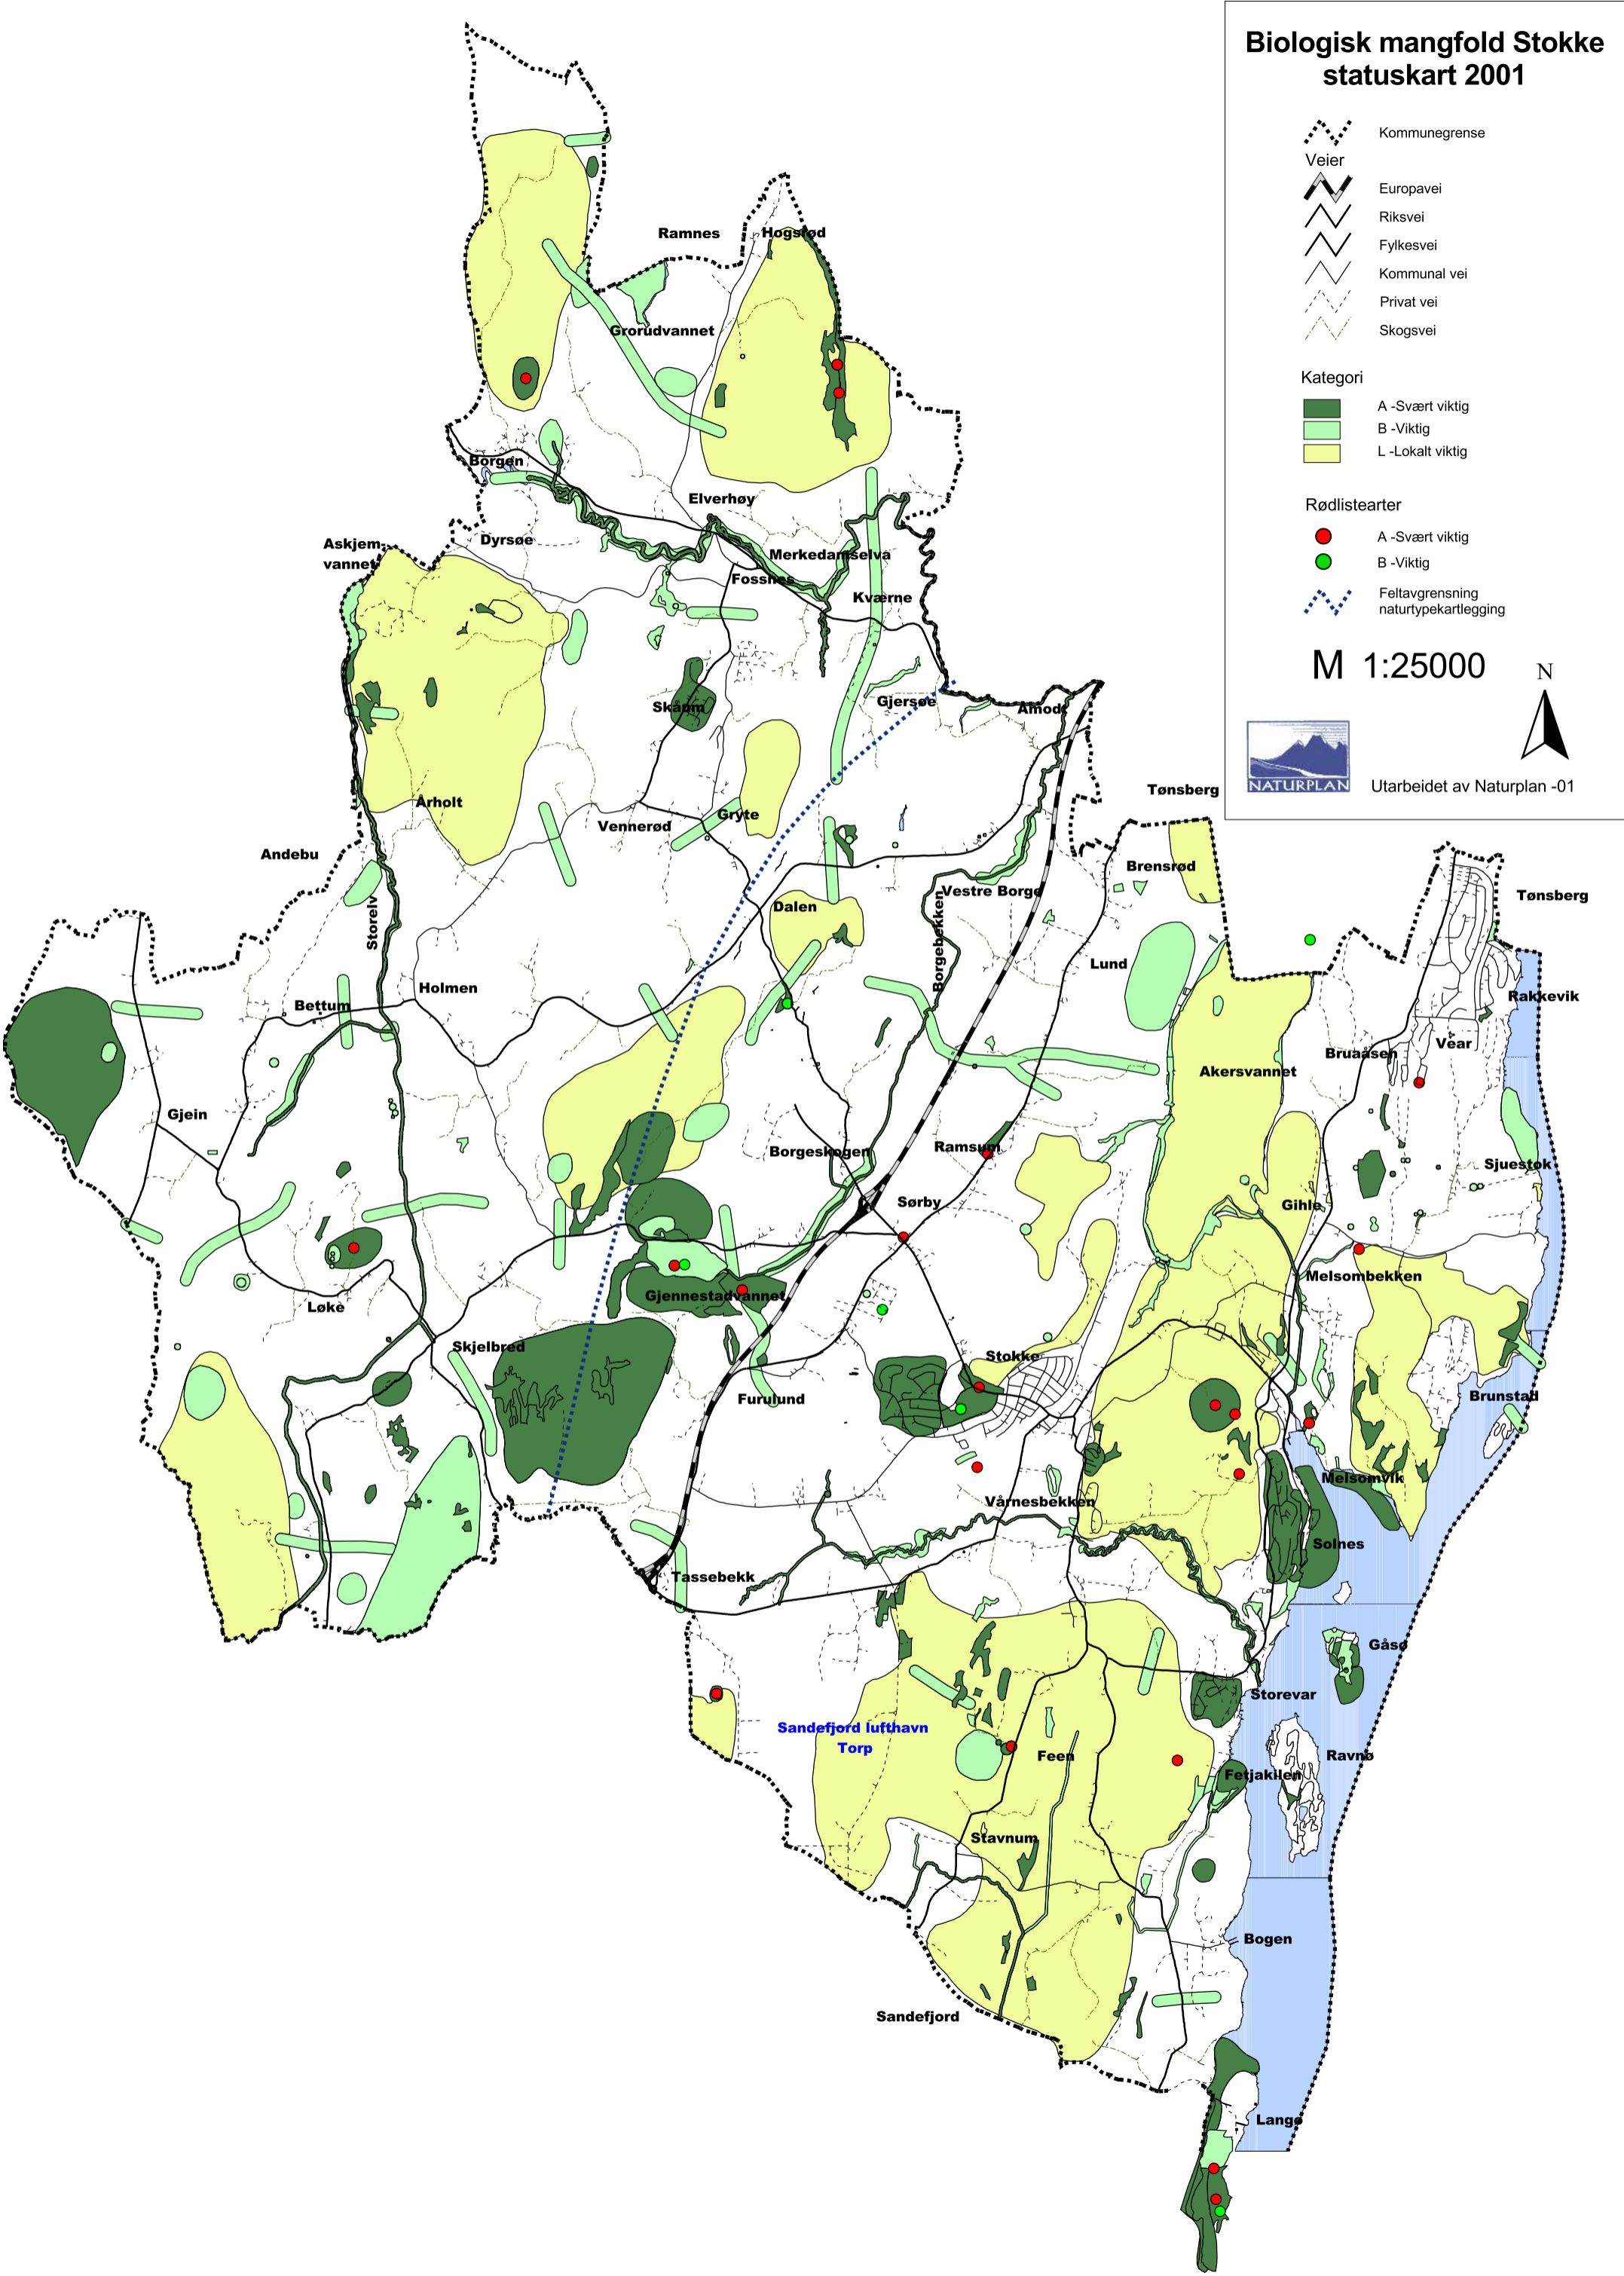 Biologisk mangfold Stokke
statuskart 2001
Kommunegrense
Veier
Europavei
Riksvei
Fylkesvei
Kommunal vei
Privat vei
Skogsvei
Kategori
A -Svært viktig
B -Viktig
L -Lokalt viktig
Rødlistearter
A -Svært viktig
B -Viktig
Feltavgrensning
naturtypekartlegging
M 1:25000
N
NATURPLAN
Utarbeidet av Naturplan -01
Ramnes
Hogsrød
Grorudvannet
Borgen
Elverhøy
Dyrsøe
Askjem-
vannet
Merkedamselva
Fossnes
Kværne
Skaum
Gjersøe
Åmodt
Tønsberg
Årholt
Vennerød
Gryte
Andebu
Brensrød
Vestre Borge
Tønsberg
Dalen
Storelv
Borgebekken
Lund
Holmen
Bettum
Rakkevik
Vear
Bruaåsen
Akersvannet
Gjein
Ramsum
Borgeskogen
Sjuestok
Sørby
Gihle
Melsombekken
Gjennestadvannet
Løke
Skjelbred
Stokke
Furulund
Brunstad
Melsomvik
Vårnesbekken
Solnes
Tassebekk
Gåsø
Storevar
Sandefjord lufthavn
Torp
Feen
Ravnø
Fetjakilen
Stavnum
Bogen
Sandefjord
Langø